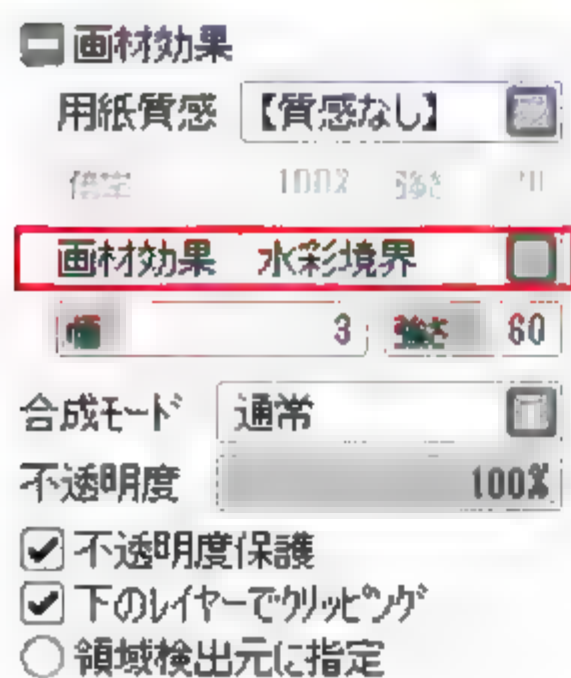 画材効果
用紙質感 【質感なし】
100% 強さ
画材効果 水彩境界
幅 3 強さ 60
合成モード 通常
不透明度 100%
不透明度保護
下のレイヤーでクリッピング
領域検出元に指定